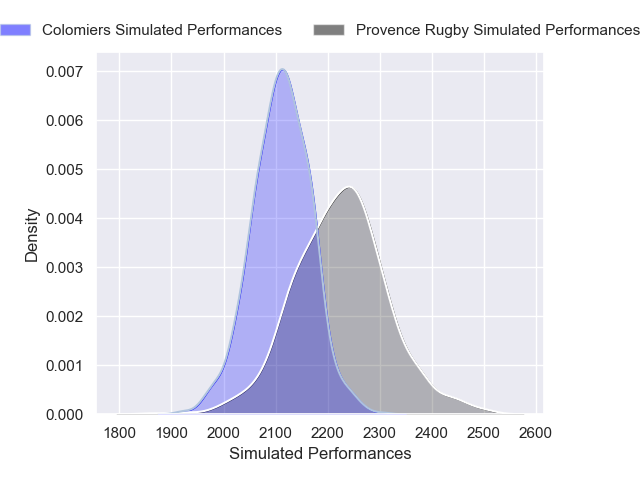 Colomiers Simulated Performances
Provence Rugby Simulated Performances
0.007
0.006
0.005
0.004
0.003
0.002
0.001
0.000
Density
1800 1900 2000 2100 2200 2300 2400 2500 2600
Simulated Performances